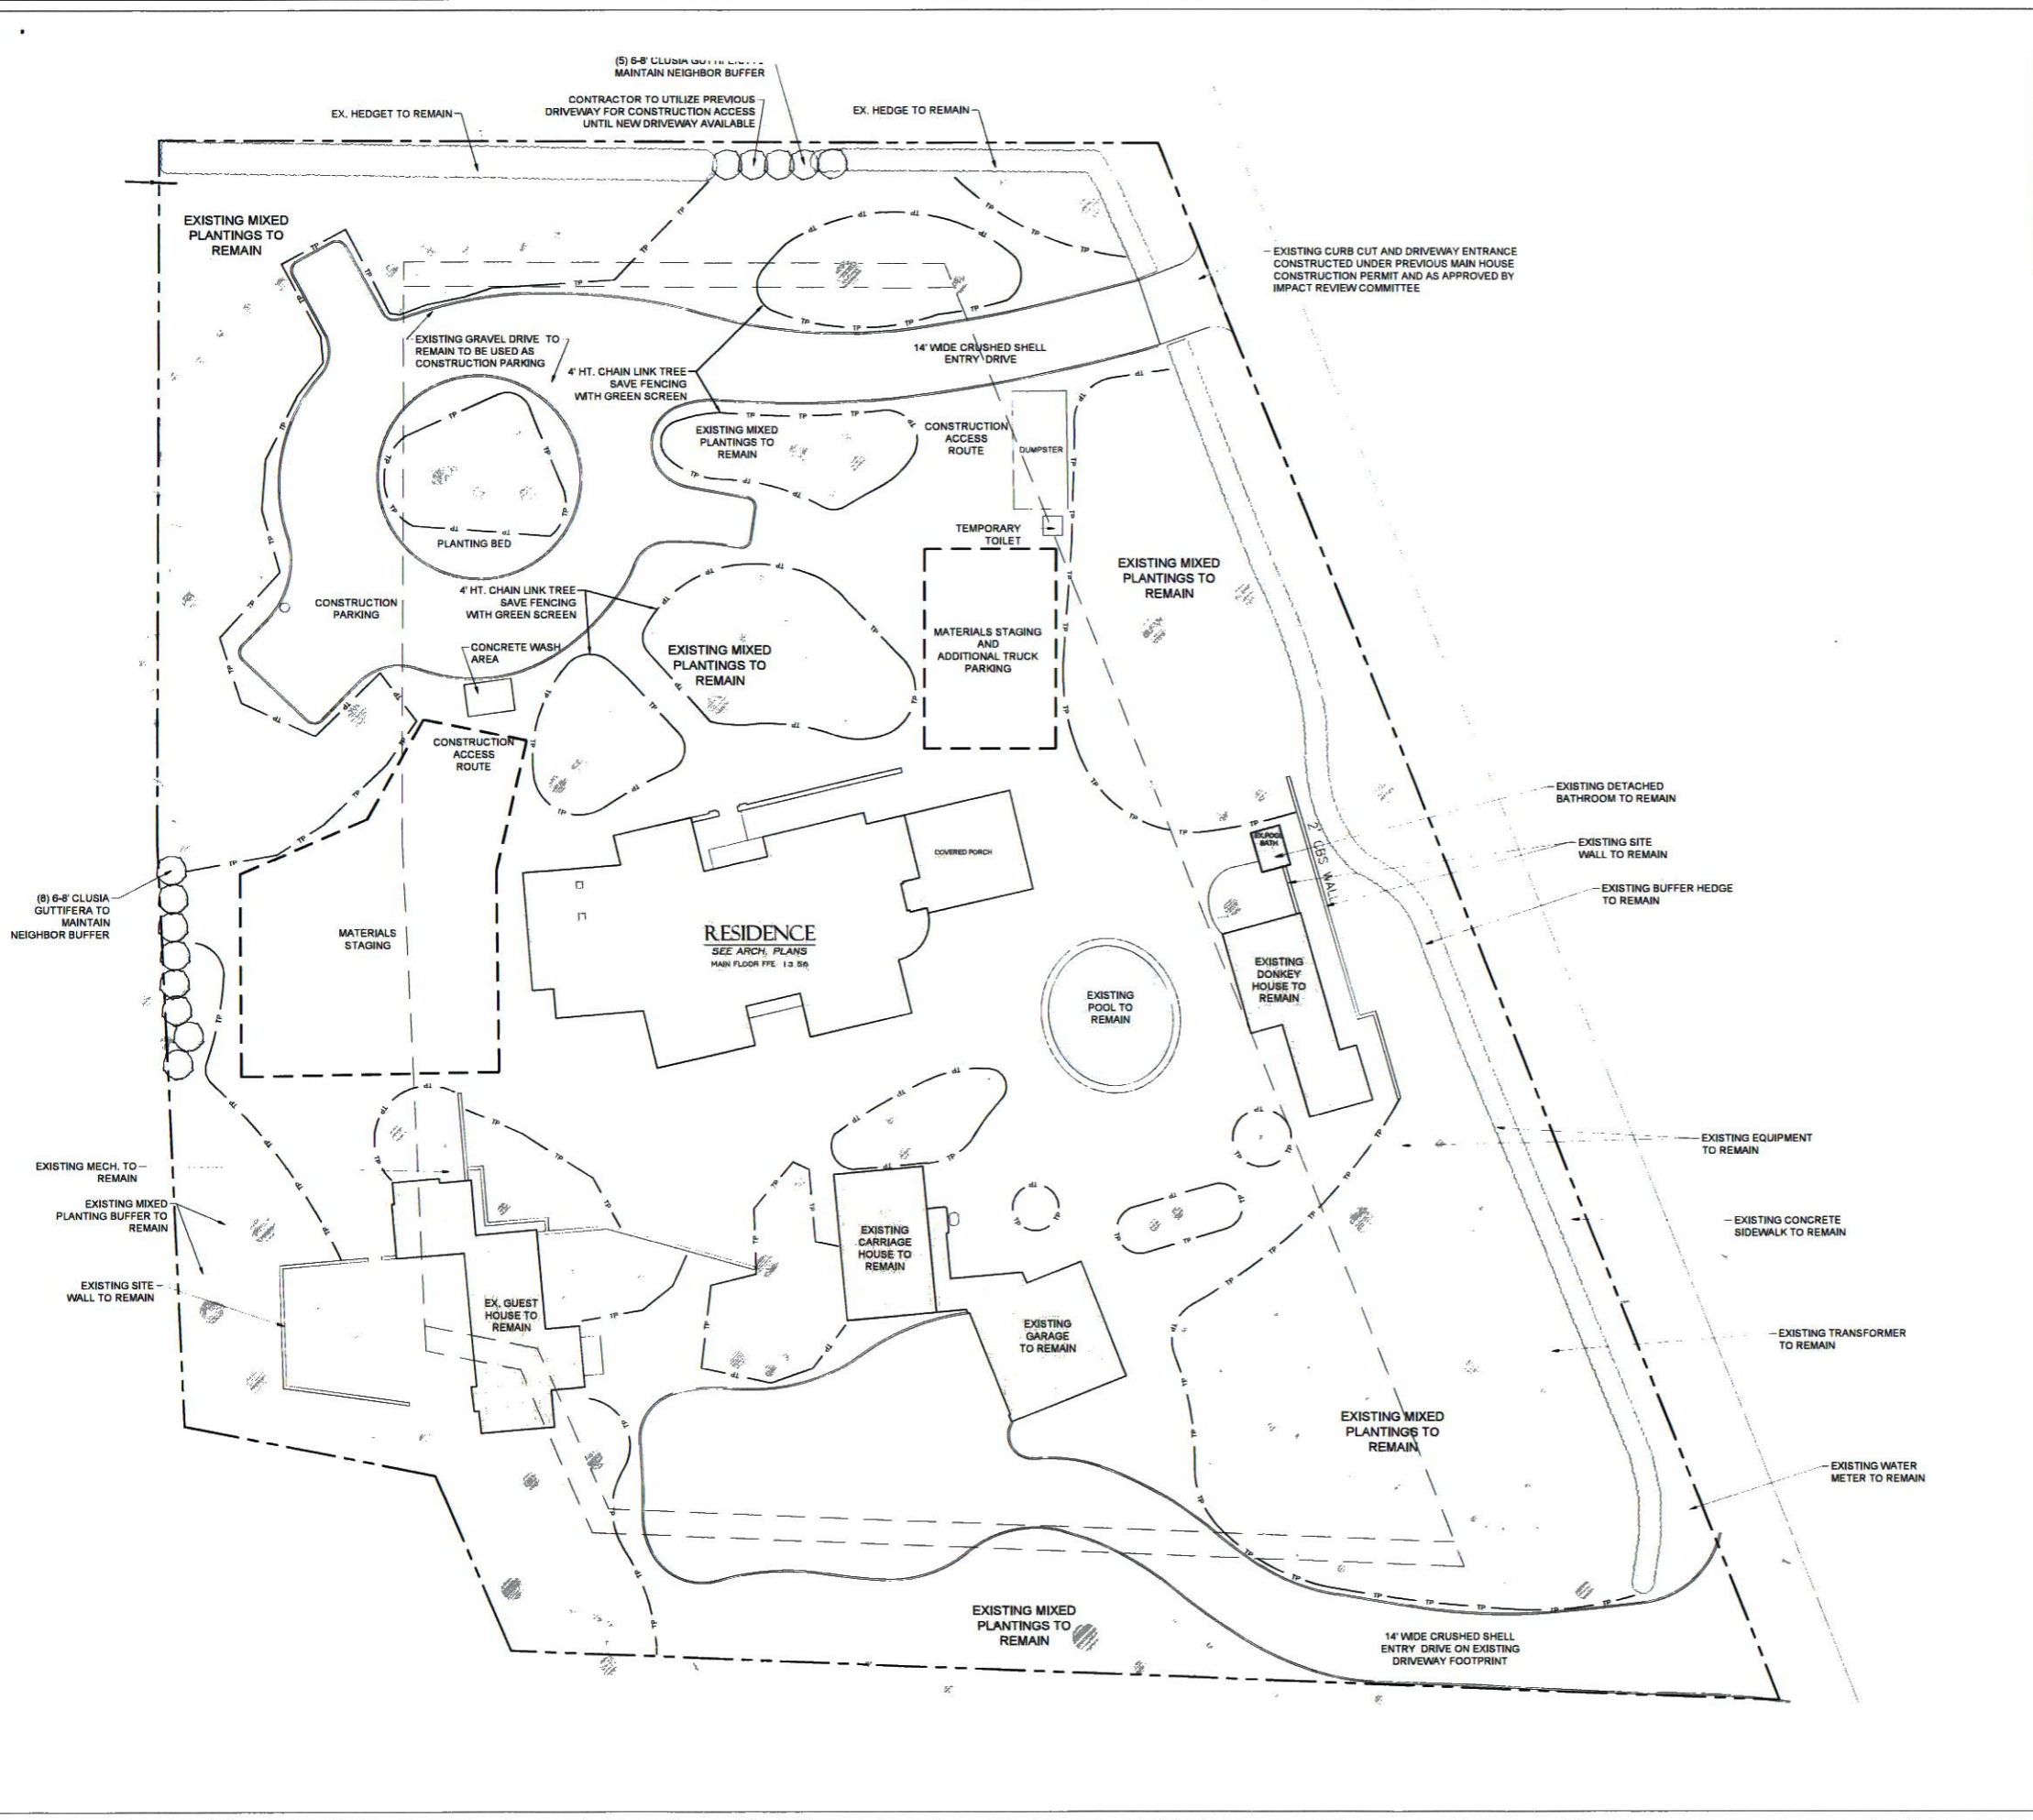 (5) 6-8' CLUSIA
MAINTAIN NEIGHBOR BUFFER
CONTRACTOR TO UTILIZE PREVIOUS
DRIVEWAY FOR CONSTRUCTION ACCESS
UNTIL NEW DRIVEWAY AVAILABLE
EX. HEDGET TO REMAIN
EX. HEDGE TO REMAIN
EXISTING MIXED
PLANTINGS TO
REMAIN
EXISTING CURB CUT AND DRIVEWAY ENTRANCE
CONSTRUCTED UNDER PREVIOUS MAIN HOUSE
CONSTRUCTION PERMIT AND AS APPROVED BY
IMPACT REVIEW COMMITTEE
EXISTING GRAVEL DRIVE TO
REMAIN TO BE USED AS
CONSTRUCTION PARKING
14' WIDE CRUSHED SHELL
ENTRY DRIVE
4' HT. CHAIN LINK TREE
SAVE FENCING
WITH GREEN SCREEN
EXISTING MIXED
PLANTINGS TO
REMAIN
CONSTRUCTION
ACCESS
ROUTE
DUMPSTER
PLANTING BED
TEMPORARY
TOILET
EXISTING MIXED
PLANTINGS TO
REMAIN
4' HT. CHAIN LINK TREE
SAVE FENCING
WITH GREEN SCREEN
CONSTRUCTION
PARKING
CONCRETE WASH
AREA
EXISTING MIXED
PLANTINGS TO
REMAIN
MATERIALS STAGING
AND
ADDITIONAL TRUCK
PARKING
CONSTRUCTION
ACCESS
ROUTE
EXISTING DETACHED
BATHROOM TO REMAIN
EX.POOL
BATH
2' CBS WALL
EXISTING SITE
WALL TO REMAIN
COVERED PORCH
EXISTING BUFFER HEDGE
TO REMAIN
(8) 6-8' CLUSIA
GUTTIFERA TO
MAINTAIN
NEIGHBOR BUFFER
MATERIALS
STAGING
RESIDENCE
SEE ARCH. PLANS
MAIN FLOOR FFE 13.56
EXISTING
DONKEY
HOUSE TO
REMAIN
EXISTING
POOL TO
REMAIN
EXISTING EQUIPMENT
TO REMAIN
EXISTING MECH. TO
REMAIN
EXISTING MIXED
PLANTING BUFFER TO
REMAIN
EXISTING CONCRETE
SIDEWALK TO REMAIN
EXISTING
CARRIAGE
HOUSE TO
REMAIN
EXISTING SITE
WALL TO REMAIN
EX. GUEST
HOUSE TO
REMAIN
EXISTING
GARAGE
TO REMAIN
EXISTING TRANSFORMER
TO REMAIN
EXISTING MIXED
PLANTINGS TO
REMAIN
EXISTING WATER
METER TO REMAIN
EXISTING MIXED
PLANTINGS TO
REMAIN
14' WIDE CRUSHED SHELL
ENTRY DRIVE ON EXISTING
DRIVEWAY FOOTPRINT